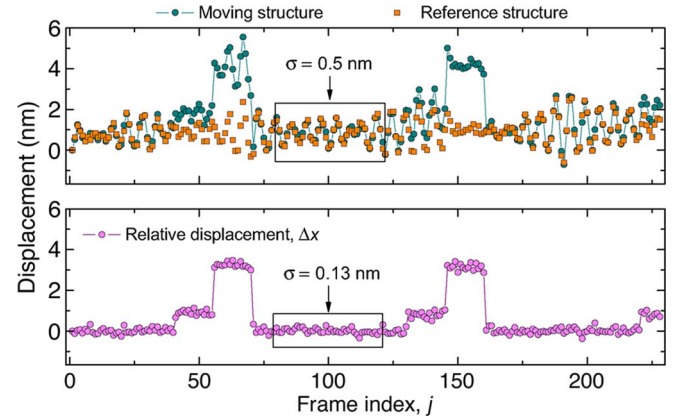 Moving structure Reference structure
6
4
2
0
σ = 0.5 nm
Displacement (nm)
6
4
2
0
Relative displacement, Δx
σ = 0.13 nm
0 50 100 150 200
Frame index, j